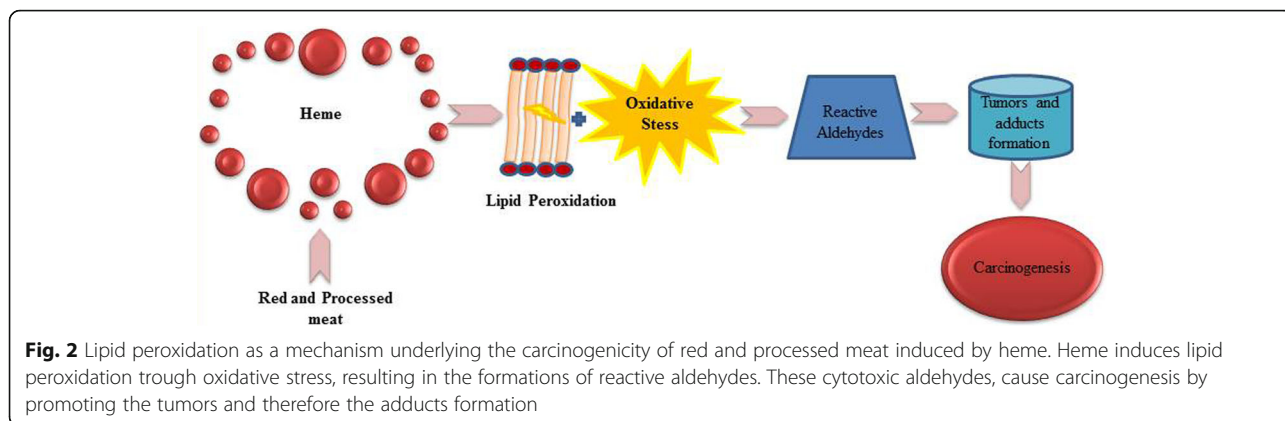 Heme
Red and Processed
meat
Lipid Peroxidation
Oxidative
Stess
Reactive
Aldehydes
Tumors and
adducts
formation
Carcinogenesis
Fig. 2 Lipid peroxidation as a mechanism underlying the carcinogenicity of red and processed meat induced by heme. Heme induces lipid
peroxidation trough oxidative stress, resulting in the formations of reactive aldehydes. These cytotoxic aldehydes, cause carcinogenesis by
promoting the tumors and therefore the adducts formation